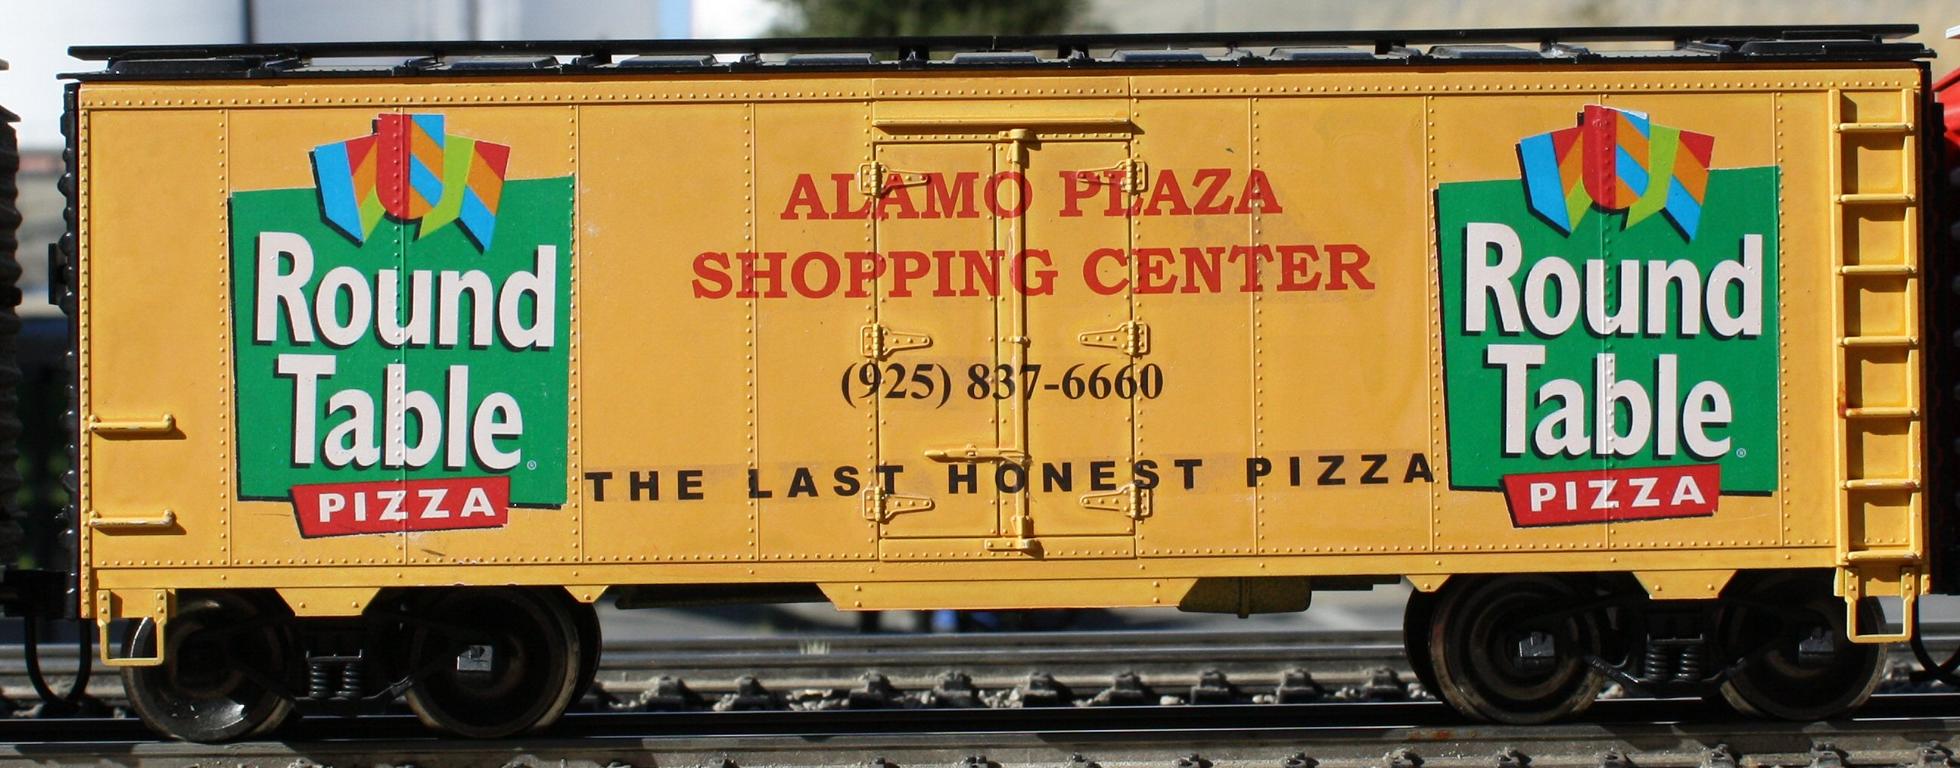 Round
Table®
PIZZA
ALAMO PLAZA
SHOPPING CENTER
(925) 837-6660
THE LAST HONEST PIZZA
Round
Table®
PIZZA